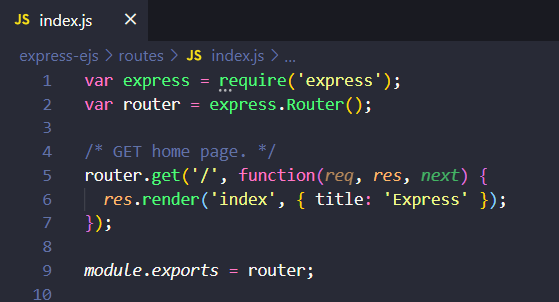 JS index.js ×
express-ejs > routes > JS index.js > ...
1 var express = require('express');
2 var router = express.Router();
3
4 /* GET home page. */
5 router.get('/', function(req, res, next) {
6   res.render('index', { title: 'Express' });
7 });
8
9 module.exports = router;
10